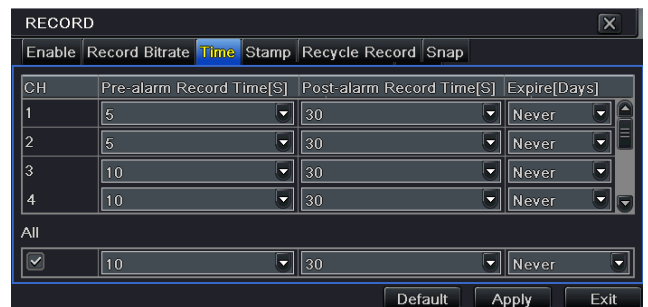 RECORD
Enable Record Bitrate Time Stamp Recycle Record Snap
CH Pre-alarm Record Time[S] Post-alarm Record Time[S] Expire[Days]
1 5 30 Never
2 5 30 Never
3 10 30 Never
4 10 30 Never
All
10 30 Never
Default Apply Exit